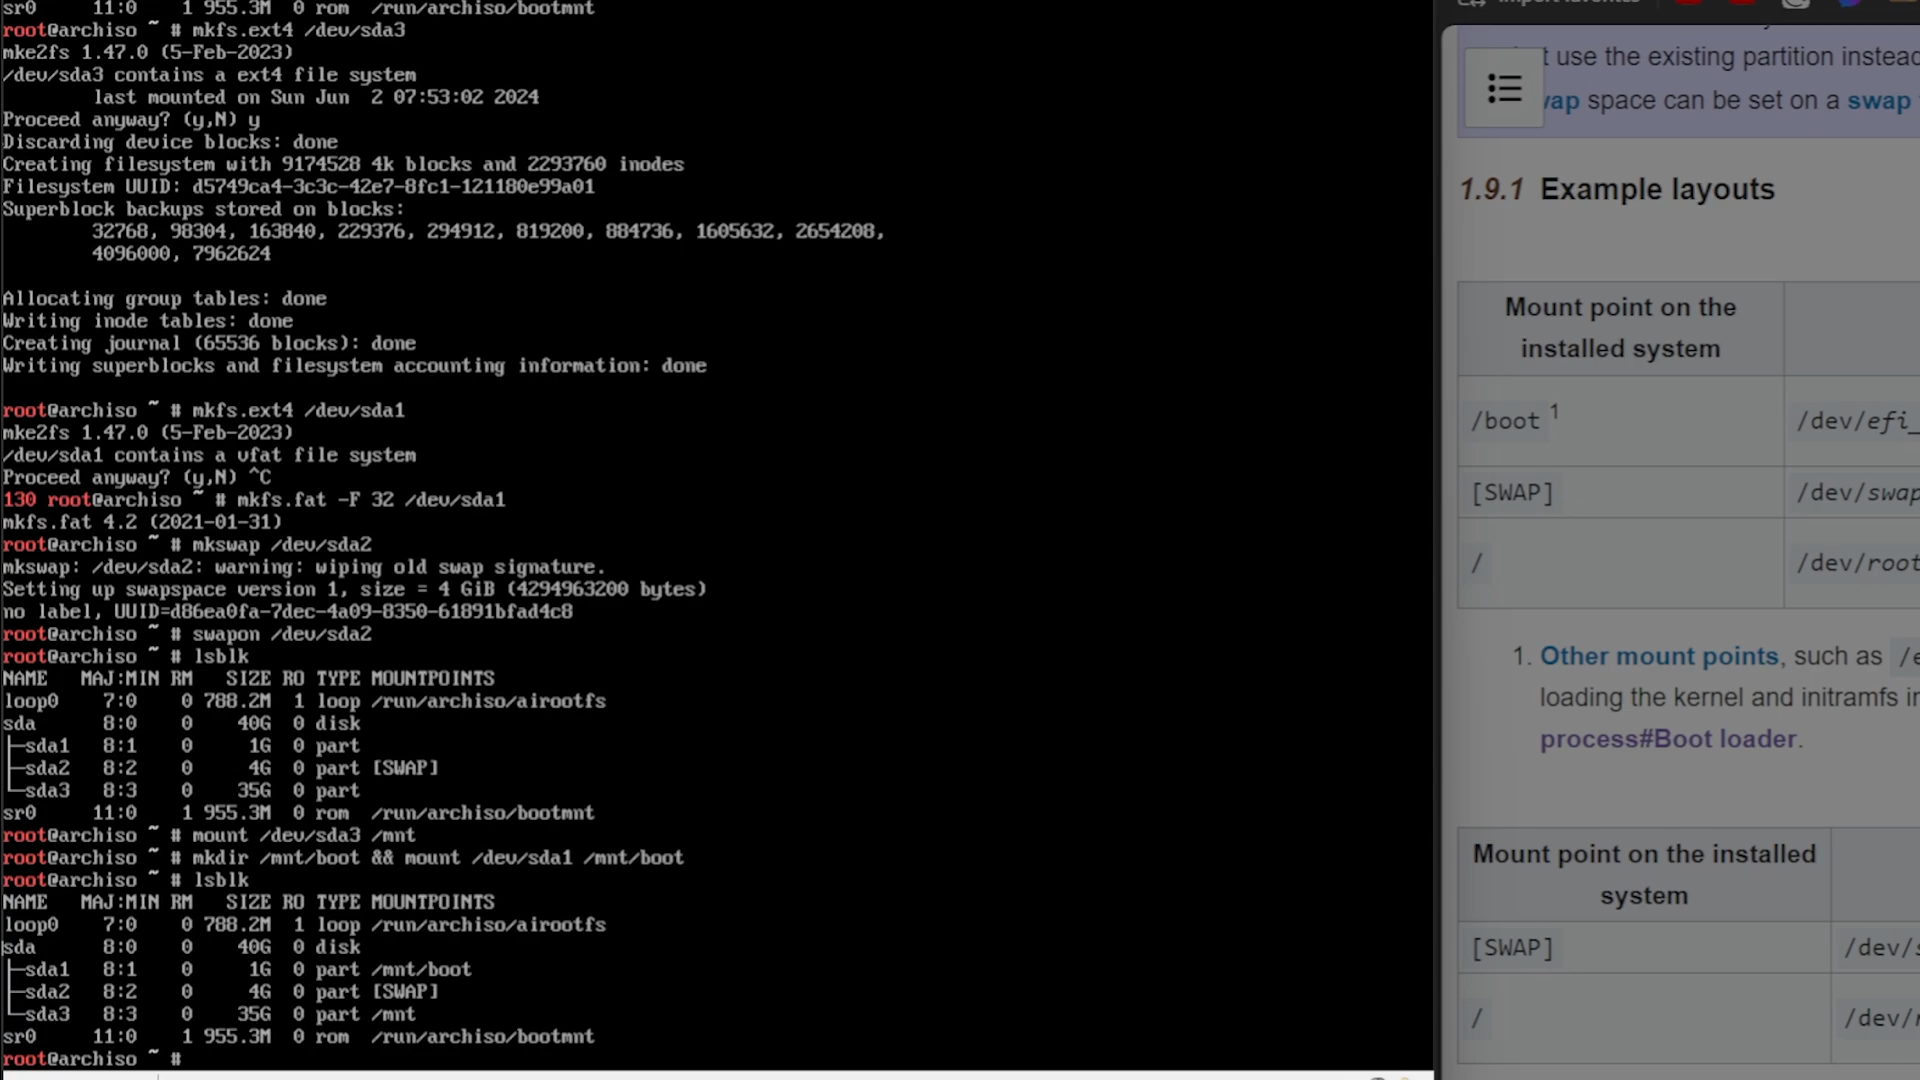 sr0     11:0    1 955.3M  0 rom  /run/archiso/bootmnt
root@archiso ~ # mkfs.ext4 /dev/sda3
mke2fs 1.47.0 (5-Feb-2023)
/dev/sda3 contains a ext4 file system
        last mounted on Sun Jun  2 07:53:02 2024
Proceed anyway? (y,N) y
Discarding device blocks: done
Creating filesystem with 9174528 4k blocks and 2293760 inodes
Filesystem UUID: d5749ca4-3c3c-42e7-8fc1-121180e99a01
Superblock backups stored on blocks:
        32768, 98304, 163840, 229376, 294912, 819200, 884736, 1605632, 2654208,
        4096000, 7962624
Allocating group tables: done
Writing inode tables: done
Creating journal (65536 blocks): done
Writing superblocks and filesystem accounting information: done
root@archiso ~ # mkfs.ext4 /dev/sda1
mke2fs 1.47.0 (5-Feb-2023)
/dev/sda1 contains a vfat file system
Proceed anyway? (y,N) ^C
130 root@archiso ~ # mkfs.fat -F 32 /dev/sda1
mkfs.fat 4.2 (2021-01-31)
root@archiso ~ # mkswap /dev/sda2
mkswap: /dev/sda2: warning: wiping old swap signature.
Setting up swapspace version 1, size = 4 GiB (4294963200 bytes)
no label, UUID=d86ea0fa-7dec-4a09-8350-61891bfad4c8
root@archiso ~ # swapon /dev/sda2
root@archiso ~ # lsblk
NAME   MAJ:MIN RM   SIZE RO TYPE MOUNTPOINTS
loop0    7:0    0 788.2M  1 loop /run/archiso/airootfs
sda      8:0    0    40G  0 disk
├─sda1   8:1    0     1G  0 part
├─sda2   8:2    0     4G  0 part [SWAP]
└─sda3   8:3    0    35G  0 part
sr0     11:0    1 955.3M  0 rom  /run/archiso/bootmnt
root@archiso ~ # mount /dev/sda3 /mnt
root@archiso ~ # mkdir /mnt/boot && mount /dev/sda1 /mnt/boot
root@archiso ~ # lsblk
NAME   MAJ:MIN RM   SIZE RO TYPE MOUNTPOINTS
loop0    7:0    0 788.2M  1 loop /run/archiso/airootfs
sda      8:0    0    40G  0 disk
├─sda1   8:1    0     1G  0 part /mnt/boot
├─sda2   8:2    0     4G  0 part [SWAP]
└─sda3   8:3    0    35G  0 part /mnt
sr0     11:0    1 955.3M  0 rom  /run/archiso/bootmnt
root@archiso ~ #
use the existing partition instead
space can be set on a swap
1.9.1 Example layouts
Mount point on the
installed system
/boot 1 /dev/efi_
[SWAP] /dev/swap
/ /dev/root
1. Other mount points, such as /e
loading the kernel and initramfs in
process#Boot loader.
Mount point on the installed
system
[SWAP] /dev/s
/ /dev/r